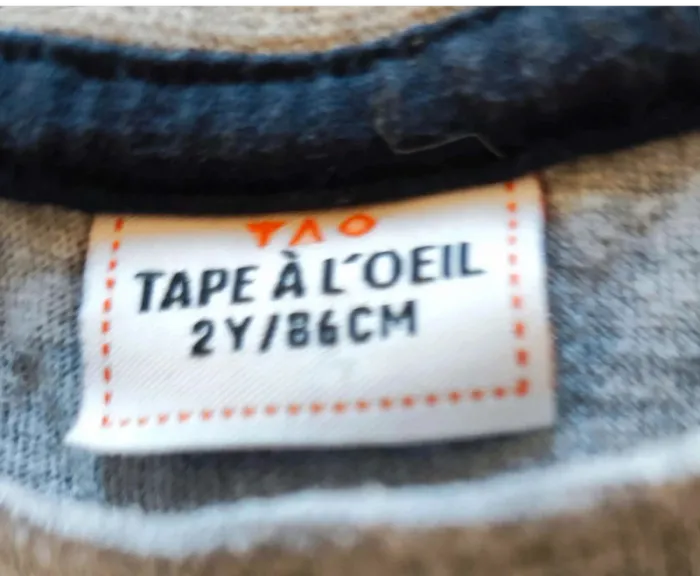 TAO
TAPE À L'OEIL
2Y/86CM